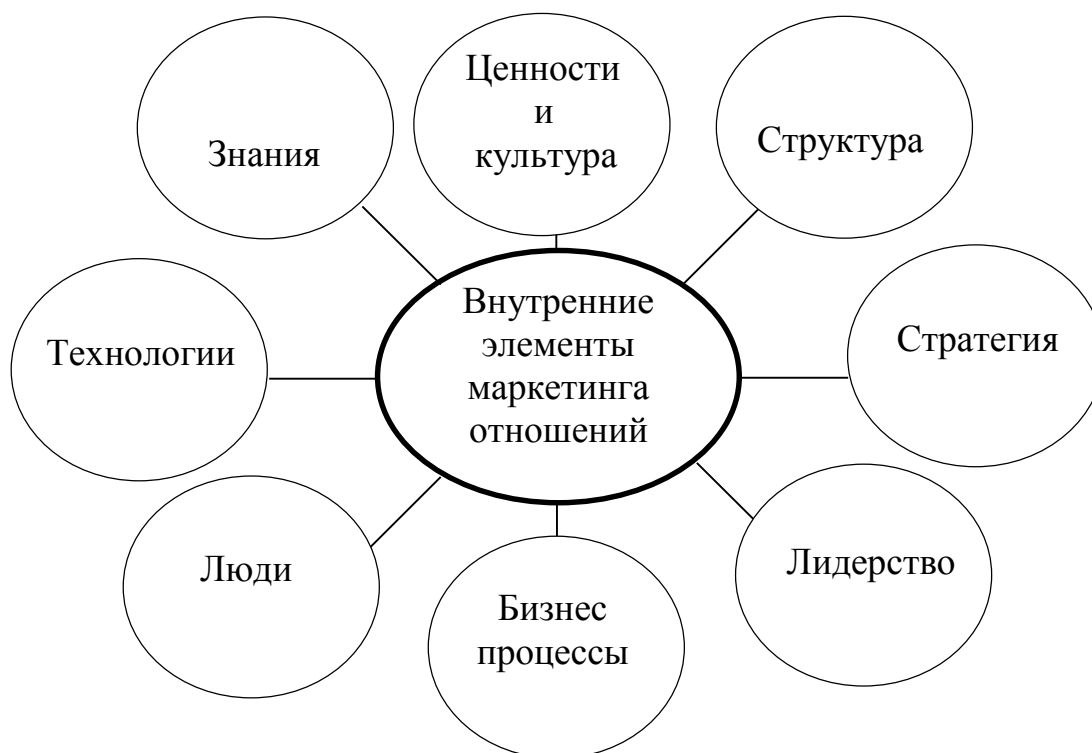 Ценности
и
культура
Знания
Структура
Внутренние
элементы
маркетинга
отношений
Технологии
Стратегия
Люди
Лидерство
Бизнес
процессы